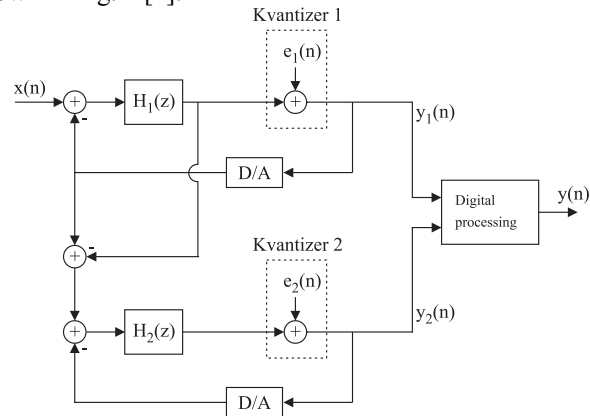 Kvantizer 1
e1(n)
x(n)
+
H1(z)
+
-
y1(n)
D/A
Digital
processing
y(n)
+
-
Kvantizer 2
e2(n)
y2(n)
+
H2(z)
+
-
D/A